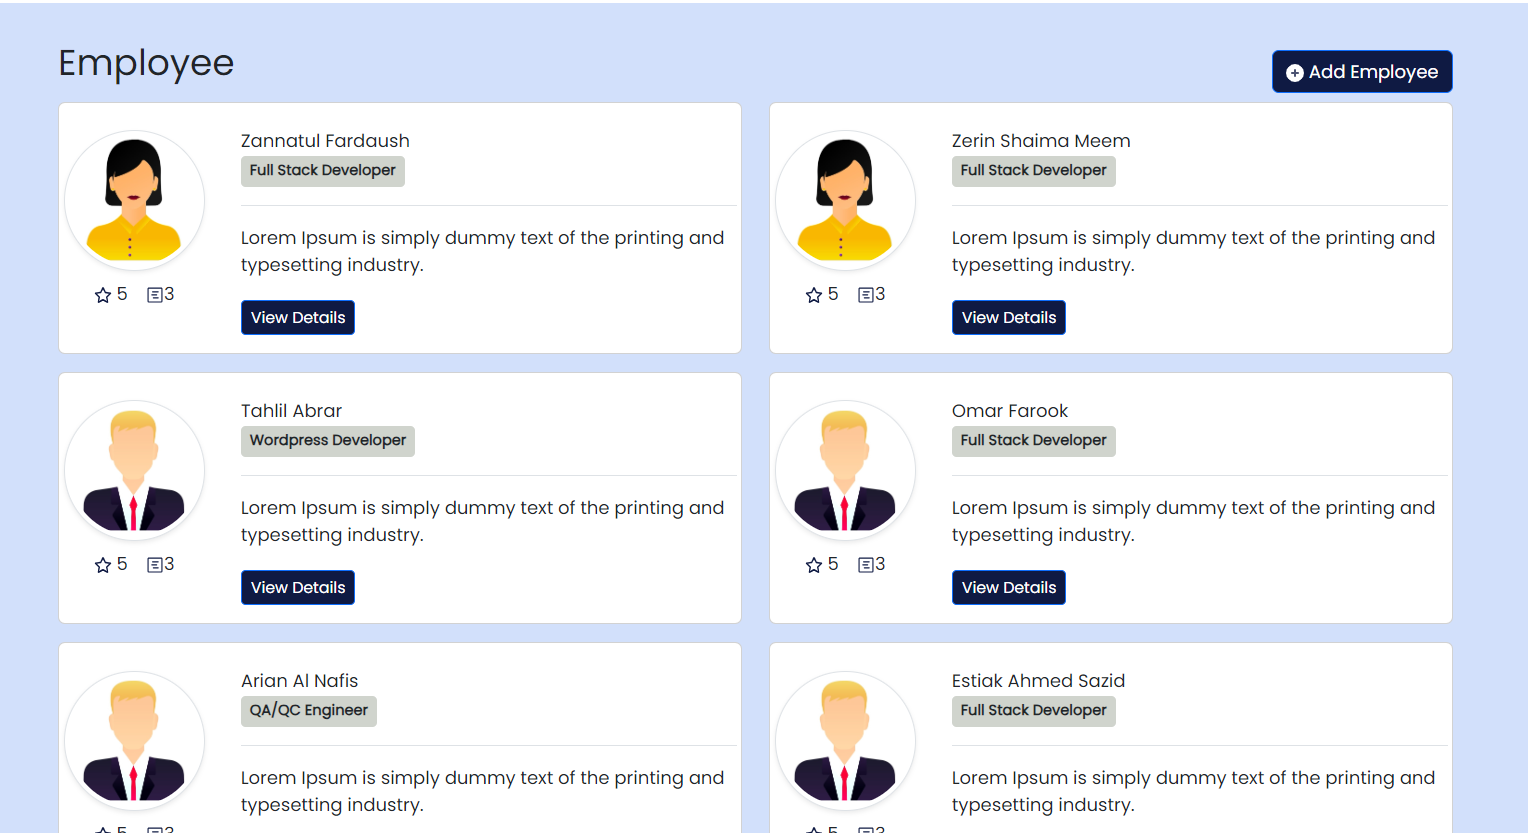 Employee
Add Employee
Zannatul Fardaush
Full Stack Developer
Lorem Ipsum is simply dummy text of the printing and
typesetting industry.
5 3
View Details
Zerin Shaima Meem
Full Stack Developer
Lorem Ipsum is simply dummy text of the printing and
typesetting industry.
5 3
View Details
Tahlil Abrar
Wordpress Developer
Lorem Ipsum is simply dummy text of the printing and
typesetting industry.
5 3
View Details
Omar Farook
Full Stack Developer
Lorem Ipsum is simply dummy text of the printing and
typesetting industry.
5 3
View Details
Arian Al Nafis
QA/QC Engineer
Lorem Ipsum is simply dummy text of the printing and
typesetting industry.
5 3
Estiak Ahmed Sazid
Full Stack Developer
Lorem Ipsum is simply dummy text of the printing and
typesetting industry.
5 3